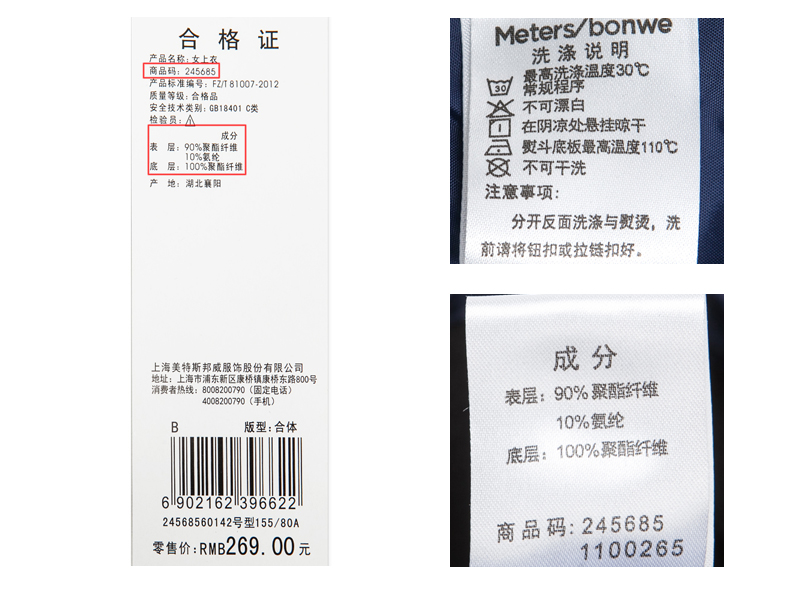 合格证
产品名称:女上衣
商品码: 245685
产品标准编号: FZ/T 81007-2012
质量等级:合格品
安全技术类别:GB18401 C类
检验员:
成分
表 层: 90%聚酯纤维
10%氨纶
底 层: 100%聚酯纤维
产 地: 湖北襄阳
上海美特斯邦威服饰股份有限公司
地址: 上海市浦东新区康桥镇康桥东路800号
消费者热线: 8008200790 (固定电话)
4008200790 (手机)
B 版型:合体
6 902162 396622
24568560142号型155/80A
零售价:RMB269.00元
Meters/bonwe
洗涤说明
最高洗涤温度30℃
30 常规程序
不可漂白
在阴凉处悬挂晾干
熨斗底板最高温度110℃
不可干洗
注意事项:
分开反面洗涤与熨烫，洗
前请将钮扣或拉链扣好。
成分
表层: 90%聚酯纤维
10%氨纶
底层: 100%聚酯纤维
商品码: 245685
1100265